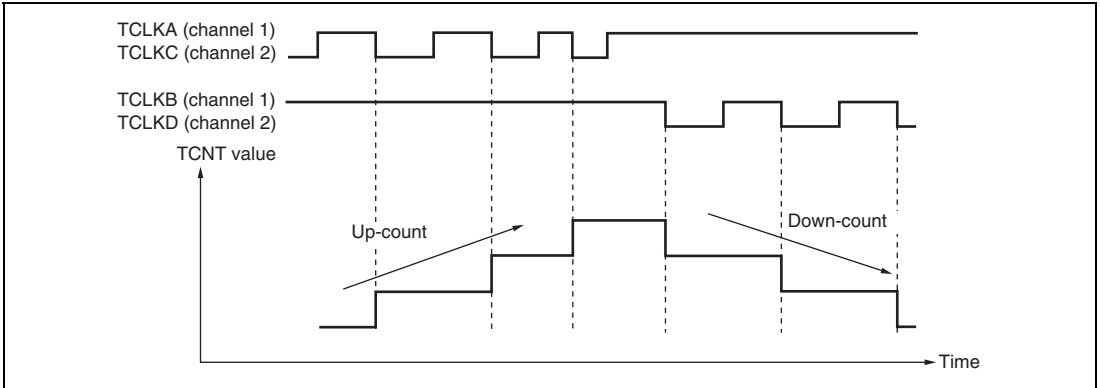 TCLKA (channel 1)
TCLKC (channel 2)
TCLKB (channel 1)
TCLKD (channel 2)
TCNT value
Up-count
Down-count
Time